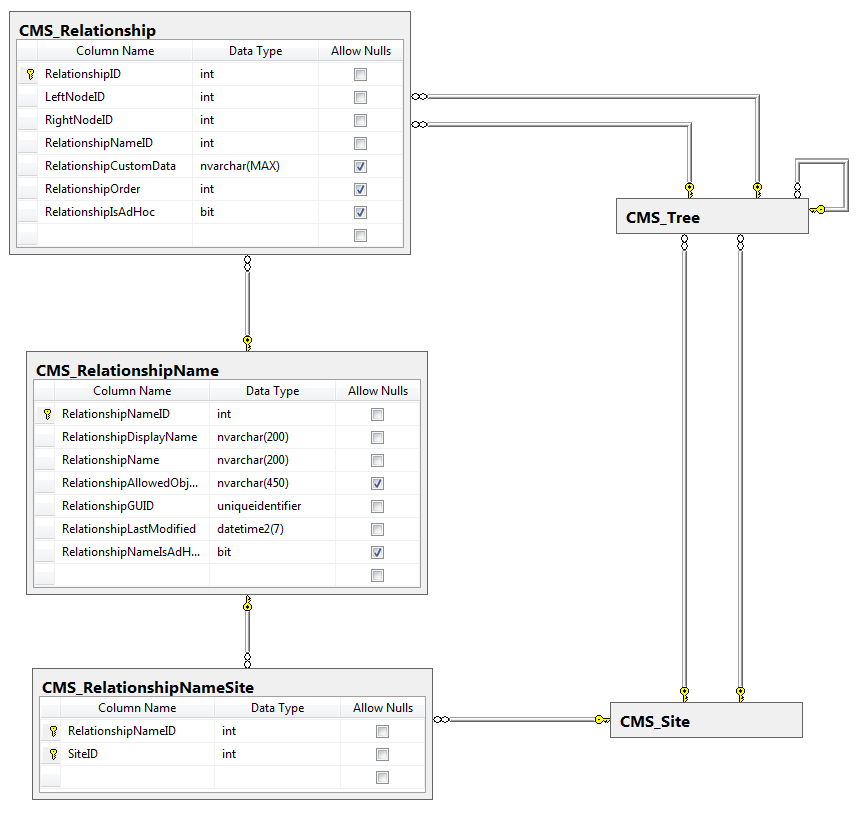 CMS_Relationship
Column Name Data Type Allow Nulls
RelationshipID int
LeftNodeID int
RightNodeID int
RelationshipNameID int
RelationshipCustomData nvarchar(MAX)
RelationshipOrder int
RelationshipIsAdHoc bit
CMS_Tree
CMS_RelationshipName
Column Name Data Type Allow Nulls
RelationshipNameID int
RelationshipDisplayName nvarchar(200)
RelationshipName nvarchar(200)
RelationshipAllowedObj... nvarchar(450)
RelationshipGUID uniqueidentifier
RelationshipLastModified datetime2(7)
RelationshipNameIsAdH... bit
CMS_RelationshipNameSite
Column Name Data Type Allow Nulls
RelationshipNameID int
SiteID int
CMS_Site